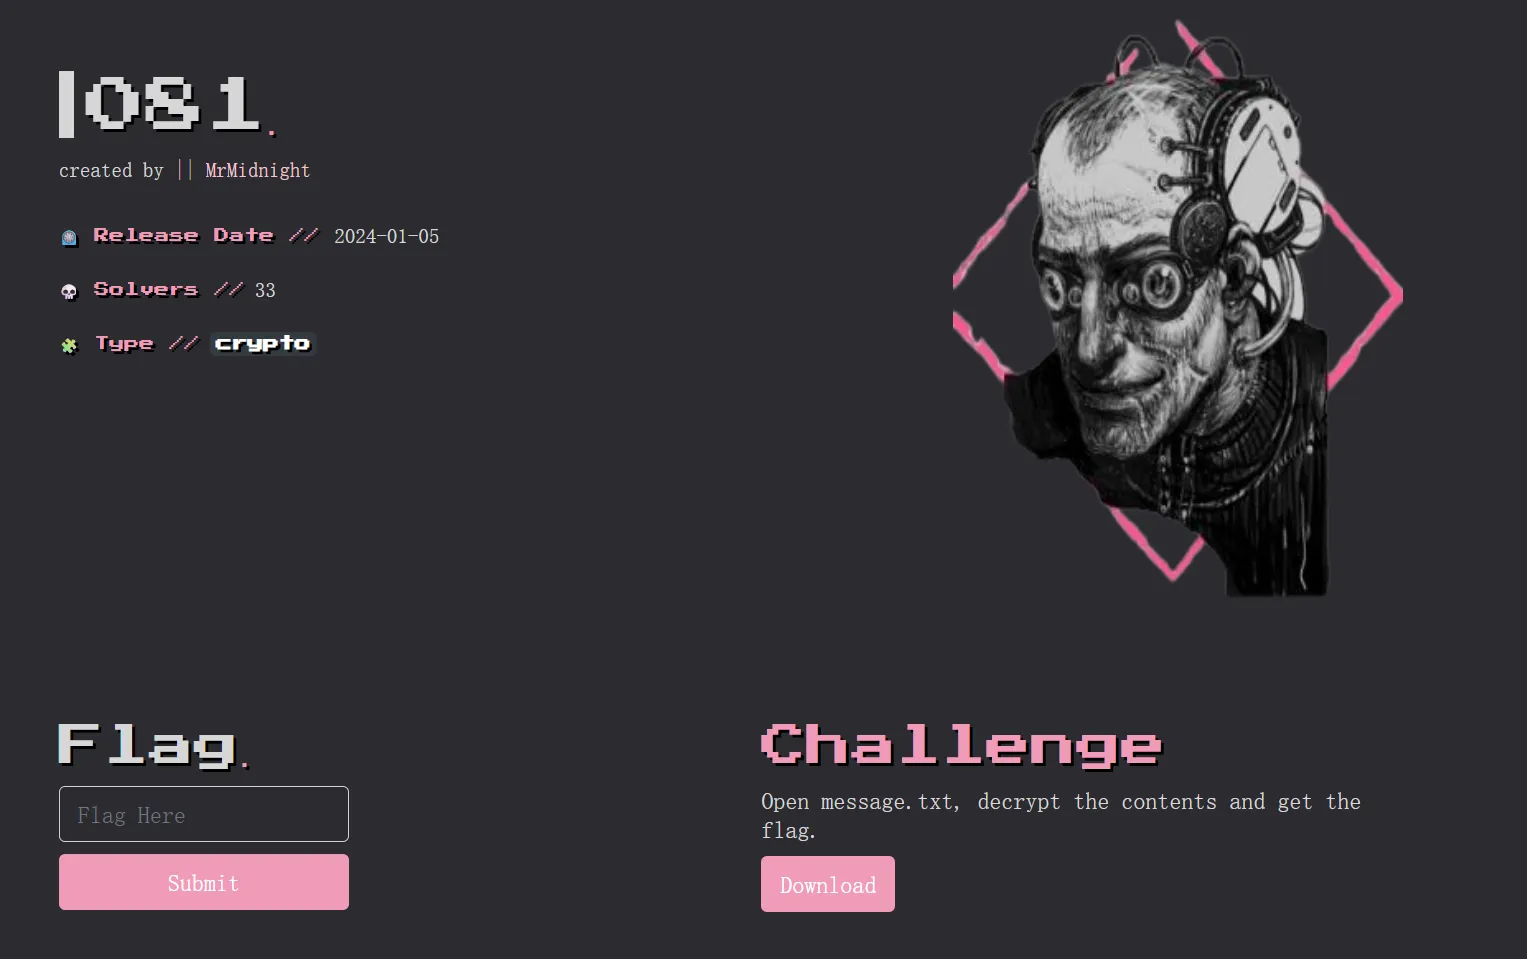 |081.
created by || MrMidnight
Release Date // 2024-01-05
Solvers // 33
Type // crypto
Flag.
Flag Here
Submit
Challenge
Open message.txt, decrypt the contents and get the
flag.
Download